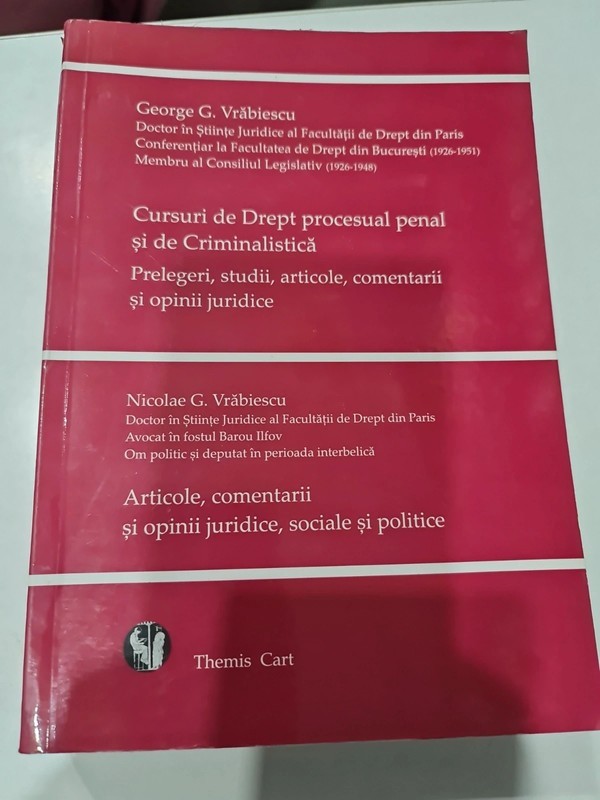 George G. Vrăbiescu
Doctor în Științe Juridice al Facultății de Drept din Paris
Conferențiar la Facultatea de Drept din București (1926-1951)
Membru al Consiliul Legislativ (1926-1948)
Cursuri de Drept procesual penal
și de Criminalistică
Prelegeri, studii, articole, comentarii
și opinii juridice
Nicolae G. Vrăbiescu
Doctor în Științe Juridice al Facultății de Drept din Paris
Avocat în fostul Barou Ilfov
Om politic și deputat în perioada interbelică
Articole, comentarii
și opinii juridice, sociale și politice
Themis Cart